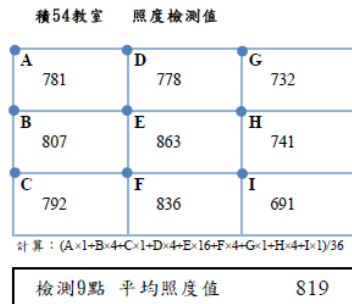 積54教室 照度檢測值
A D G
781 778 732
B E H
807 863 741
C F I
792 836 691
計算：(A×1+B×4+C×1+D×4+E×16+F×4+G×1+H×4+I×1)/36
檢測9點 平均照度值 819